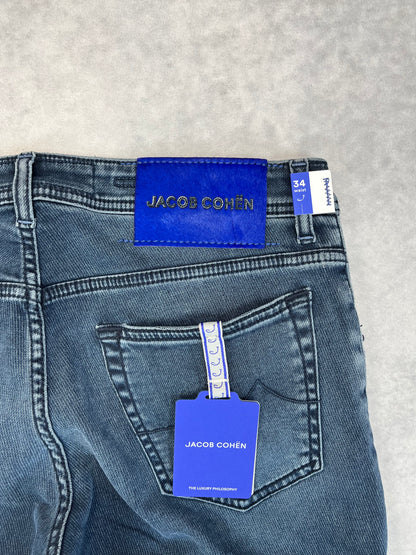 JACOB COHËN
34
waist
JACOB COHËN
THE LUXURY PHILOSOPHY